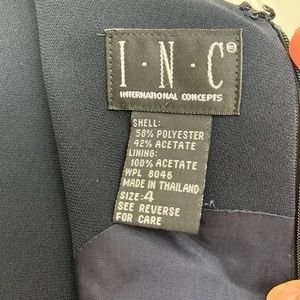 I·N·C®
INTERNATIONAL CONCEPTS
SHELL:
58% POLYESTER
42% ACETATE
LINING:
100% ACETATE
WPL 8046
MADE IN THAILAND
SIZE: 4
SEE REVERSE
FOR CARE